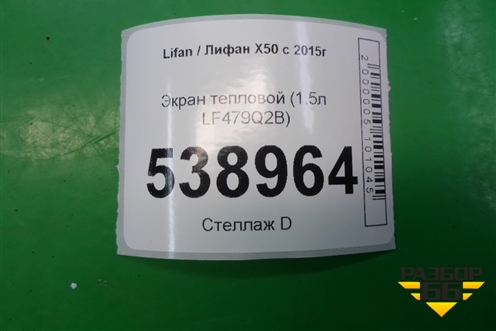 Lifan / Лифан X50 с 2015г
Экран тепловой (1.5л
LF479Q2B)
538964
Стеллаж D
2000005101045
РАЗБОР
66